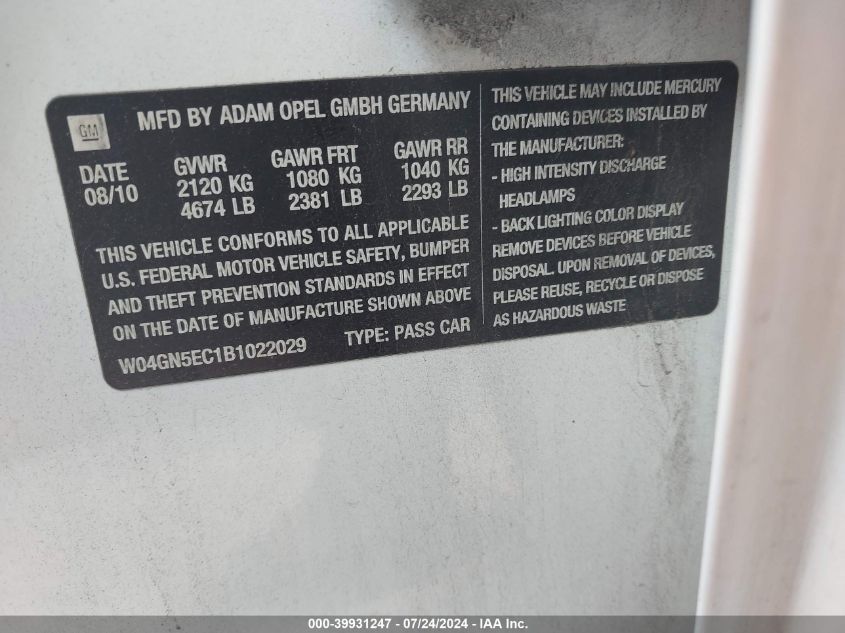 GM
MFD BY ADAM OPEL GMBH GERMANY
DATE GVWR GAWR FRT GAWR RR
08/10 2120 KG 1080 KG 1040 KG
4674 LB 2381 LB 2293 LB
THIS VEHICLE CONFORMS TO ALL APPLICABLE
U.S. FEDERAL MOTOR VEHICLE SAFETY, BUMPER
AND THEFT PREVENTION STANDARDS IN EFFECT
ON THE DATE OF MANUFACTURE SHOWN ABOVE
W04GN5EC1B1022029 TYPE: PASS CAR
THIS VEHICLE MAY INCLUDE MERCURY
CONTAINING DEVICES INSTALLED BY
THE MANUFACTURER:
- HIGH INTENSITY DISCHARGE
HEADLAMPS
- BACK LIGHTING COLOR DISPLAY
REMOVE DEVICES BEFORE VEHICLE
DISPOSAL. UPON REMOVAL OF DEVICES,
PLEASE REUSE, RECYCLE OR DISPOSE
AS HAZARDOUS WASTE
000-39931247 - 07/24/2024 - IAA Inc.